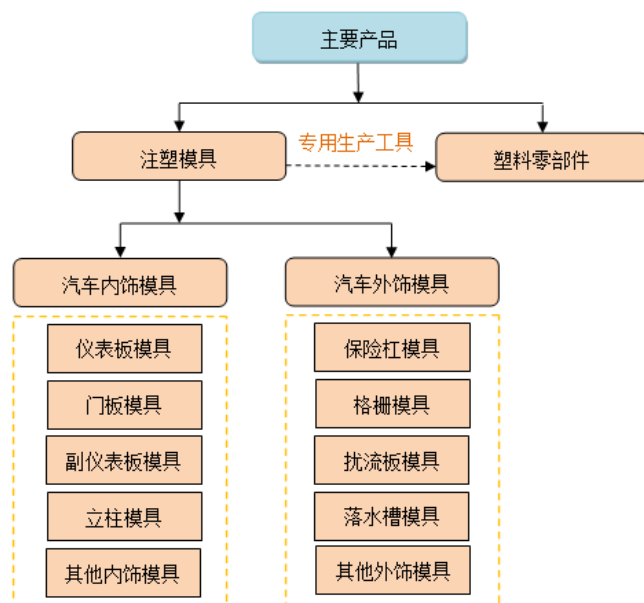 主要产品
注塑模具
专用生产工具
塑料零部件
汽车内饰模具
汽车外饰模具
仪表板模具
门板模具
副仪表板模具
立柱模具
其他内饰模具
保险杠模具
格栅模具
扰流板模具
落水槽模具
其他外饰模具